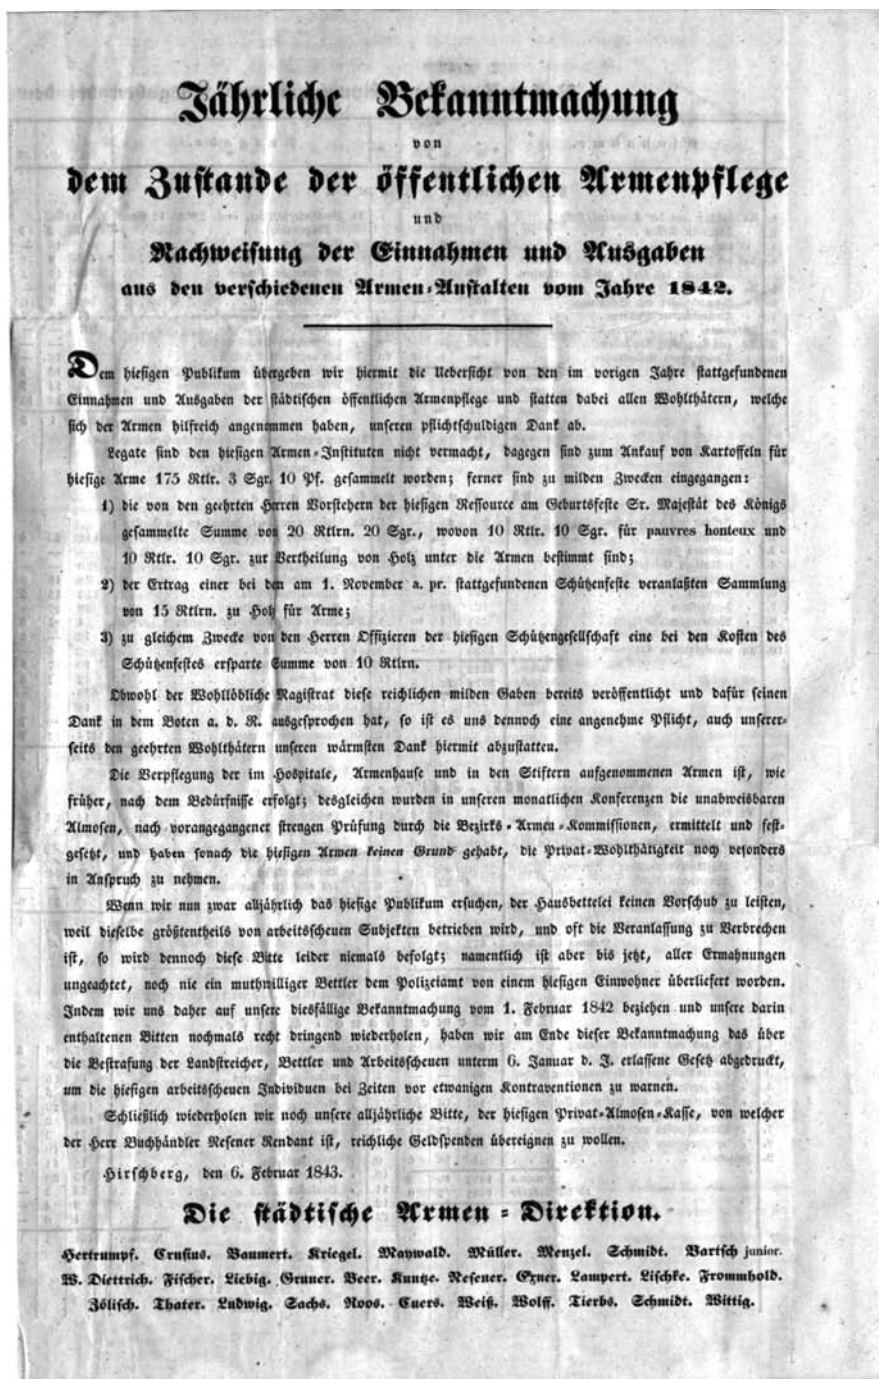 Jährliche Bekanntmachung
von
dem Zustande der öffentlichen Armenpflege
und
Nachweisung der Einnahmen und Ausgaben
aus den verschiedenen Armen-Anstalten vom Jahre 1842.
Dem hiesigen Publikum übergeben wir hiermit die Uebersicht von den im vorigen Jahre stattgefundenen
Einnahmen und Ausgaben der städtischen öffentlichen Armenpflege und statten dabei allen Wohlthätern, welche
sich der Armen hilfreich angenommen haben, unseren pflichtschuldigen Dank ab.
Legate sind den hiesigen Armen-Instituten nicht vermacht, dagegen sind zum Ankauf von Kartoffeln für
hiesige Arme 175 Rtlr. 3 Sgr. 10 Pf. gesammelt worden; ferner sind zu milden Zwecken eingegangen:
1) die von den geehrten Herren Vorstehern der hiesigen Ressource am Geburtsfeste Sr. Majestät des Königs
gesammelte Summe von 20 Rtlrn. 20 Sgr., wovon 10 Rtlr. 10 Sgr. für pauvres honteux und
10 Rtlr. 10 Sgr. zur Vertheilung von Holz unter die Armen bestimmt sind;
2) der Ertrag einer bei den am 1. November a. pr. stattgefundenen Schützenfeste veranlaßten Sammlung
von 15 Rtlrn. zu Holz für Arme;
3) zu gleichem Zwecke von den Herren Offizieren der hiesigen Schützengesellschaft eine bei den Kosten des
Schützenfestes ersparte Summe von 10 Rtlrn.
Obwohl der Wohllöbliche Magistrat diese reichlichen milden Gaben bereits veröffentlicht und dafür seinen
Dank in dem Boten a. d. R. ausgesprochen hat, so ist es uns dennoch eine angenehme Pflicht, auch unserer-
seits den geehrten Wohlthätern unseren wärmsten Dank hiermit abzustatten.
Die Verpflegung der im Hospitale, Armenhause und in den Stiftern aufgenommenen Armen ist, wie
früher, nach dem Bedürfnisse erfolgt; desgleichen wurden in unseren monatlichen Konferenzen die unabweisbaren
Almosen, nach vorangegangener strengen Prüfung durch die Bezirks-Armen-Kommissionen, ermittelt und fest-
gesetzt, und haben sonach die hiesigen Armen keinen Grund gehabt, die Privat-Wohlthätigkeit noch besonders
in Anspruch zu nehmen.
Wenn wir nun zwar alljährlich das hiesige Publikum ersuchen, der Hausbettelei keinen Vorschub zu leisten,
weil dieselbe größtentheils von arbeitsscheuen Subjekten betrieben wird, und oft die Veranlassung zu Verbrechen
ist, so wird dennoch diese Bitte leider niemals befolgt; namentlich ist aber bis jetzt, aller Ermahnungen
ungeachtet, noch nie ein muthwilliger Bettler dem Polizeiamt von einem hiesigen Einwohner überliefert worden.
Indem wir uns daher auf unsere diesfällige Bekanntmachung vom 1. Februar 1842 beziehen und unsere darin
enthaltenen Bitten nochmals recht dringend wiederholen, haben wir am Ende dieser Bekanntmachung das über
die Bestrafung der Landstreicher, Bettler und Arbeitsscheuen unterm 6. Januar d. J. erlassene Gesetz abgedruckt,
um die hiesigen arbeitsscheuen Individuen bei Zeiten vor etwanigen Kontraventionen zu warnen.
Schließlich wiederholen wir noch unsere alljährliche Bitte, der hiesigen Privat-Almosen-Kasse, von welcher
der Herr Buchhändler Nesener Rendant ist, reichliche Geldspenden übereignen zu wollen.
Hirschberg, den 6. Februar 1843.
Die städtische Armen-Direktion.
Hertrumpf. Crusius. Baumert. Kriegel. Maywald. Müller. Menzel. Schmidt. Bartsch junior.
W. Diettrich. Fischer. Liebig. Gruner. Beer. Kuntze. Nesener. Exner. Lampert. Lischke. Frommhold.
Zölisch. Thater. Ludwig. Sachs. Roos. Cuers. Weiß. Wolff. Tierbs. Schmidt. Wittig.